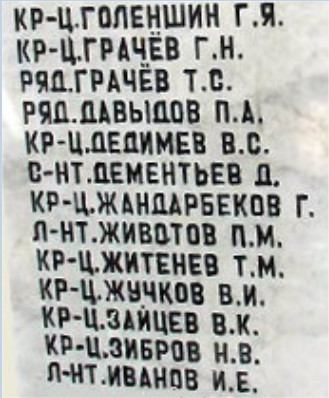 КР-Ц.ГОЛЕНШИН Г.Я.
КР-Ц.ГРАЧЁВ Г.Н.
РЯД.ГРАЧЁВ Т.С.
РЯД.ДАВЫДОВ П.А.
КР-Ц.ДЕДИМЕВ В.С.
С-НТ.ДЕМЕНТЬЕВ Д.
КР-Ц.ЖАНДАРБЕКОВ Г.
Л-НТ.ЖИВОТОВ П.М.
КР-Ц.ЖИТЕНЕВ Т.М.
КР-Ц.ЖУЧКОВ В.И.
КР-Ц.ЗАЙЦЕВ В.К.
КР-Ц.ЗИБРОВ Н.В.
Л-НТ.ИВАНОВ И.Е.